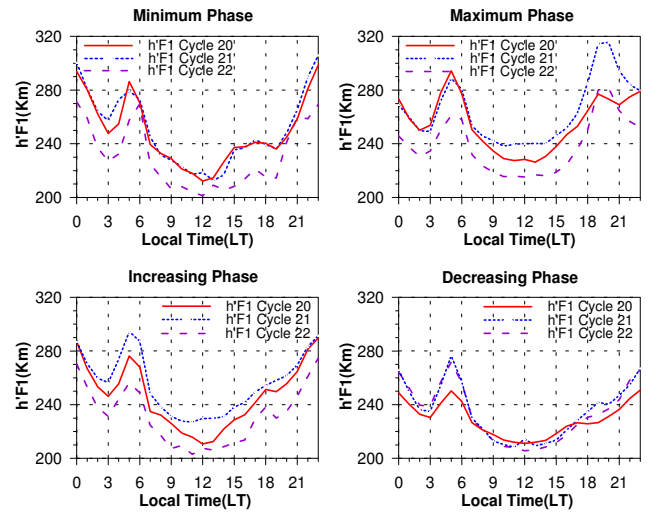 Minimum Phase
320
280
240
200
h'F1(Km)
h'F1 Cycle 20'
h'F1 Cycle 21'
h'F1 Cycle 22'
0 3 6 9 12 15 18 21
Local Time(LT)
Maximum Phase
320
280
240
200
h'F1(Km)
h'F1 Cycle 20'
h'F1 Cycle 21'
h'F1 Cycle 22'
0 3 6 9 12 15 18 21
Local Time(LT)
Increasing Phase
320
280
240
200
h'F1(Km)
h'F1 Cycle 20
h'F1 Cycle 21
h'F1 Cycle 22
0 3 6 9 12 15 18 21
Local Time(LT)
Decreasing Phase
320
280
240
200
h'F1(Km)
h'F1 Cycle 20
h'F1 Cycle 21
h'F1 Cycle 22
0 3 6 9 12 15 18 21
Local Time(LT)